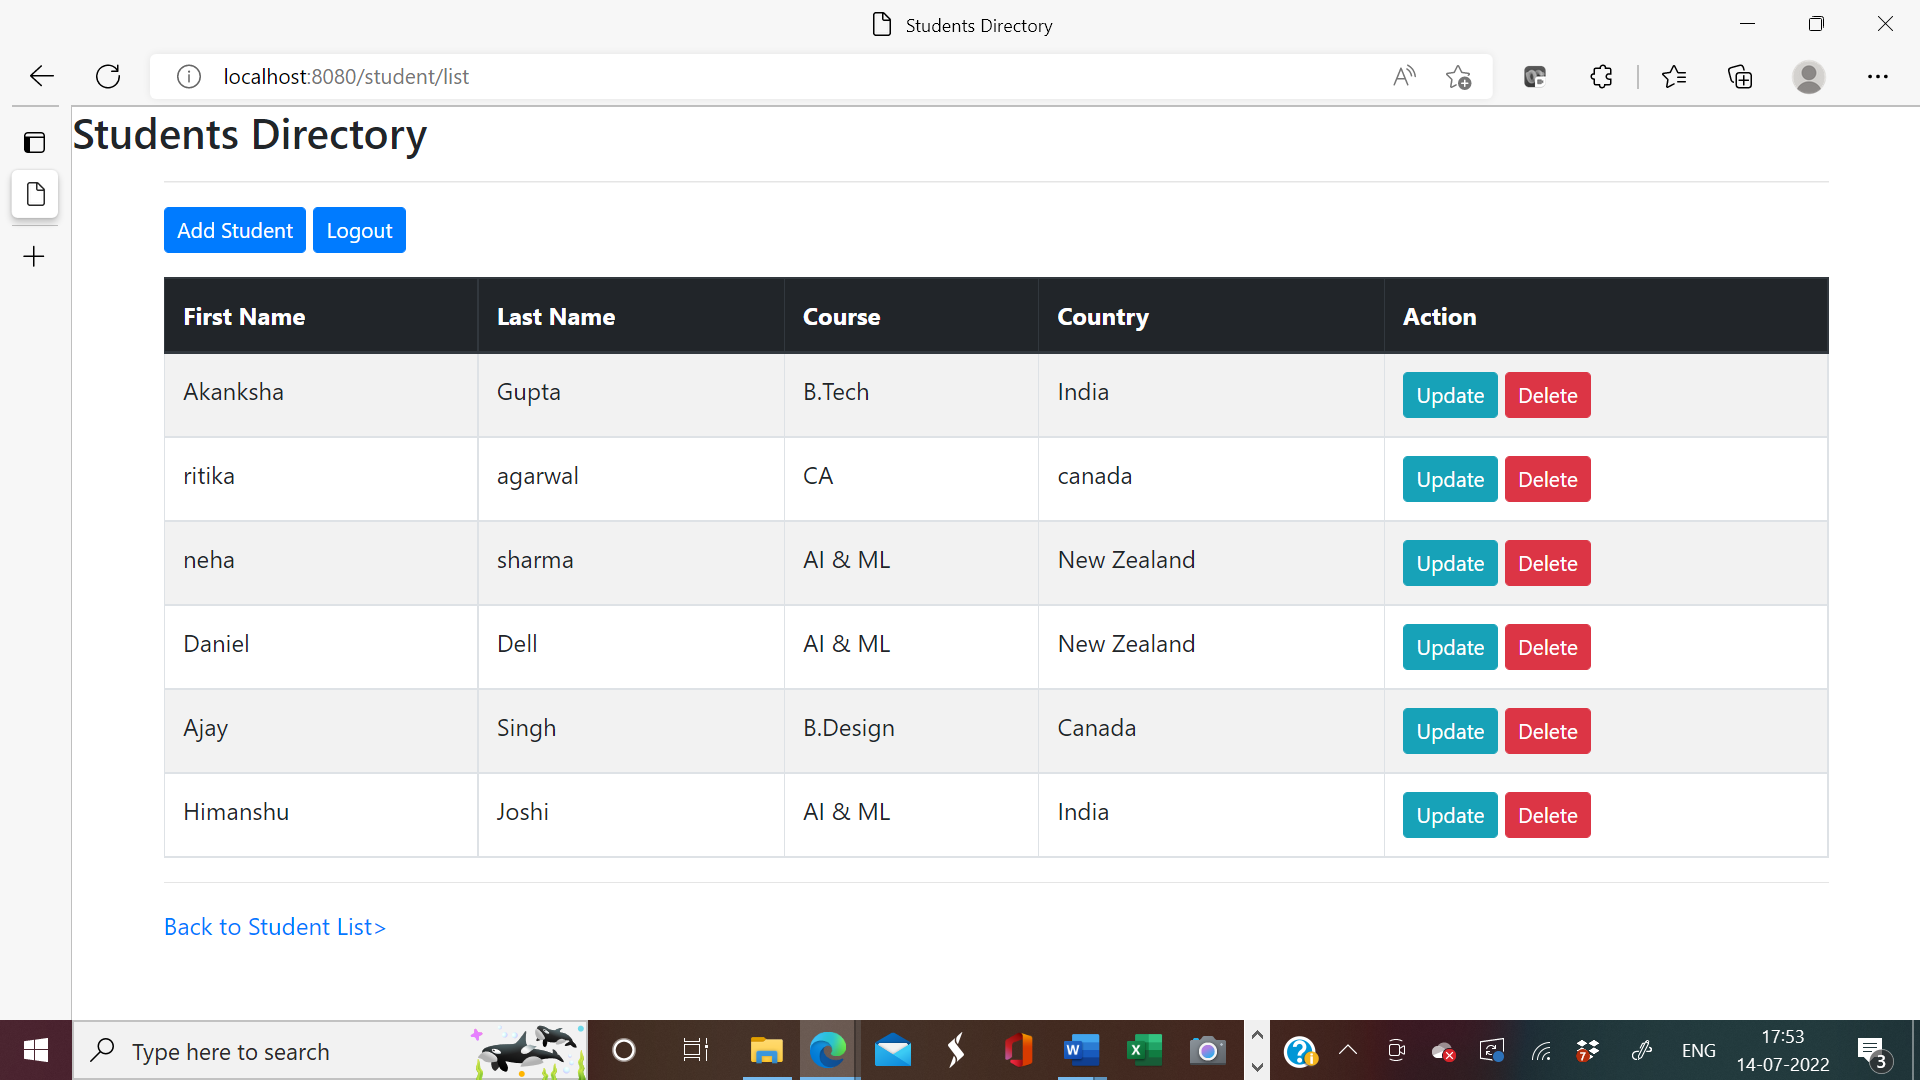 Students Directory
localhost:8080/student/list
Students Directory
Add Student Logout
First Name Last Name Course Country Action
Akanksha Gupta B.Tech India Update Delete
ritika agarwal CA canada Update Delete
neha sharma AI & ML New Zealand Update Delete
Daniel Dell AI & ML New Zealand Update Delete
Ajay Singh B.Design Canada Update Delete
Himanshu Joshi AI & ML India Update Delete
Back to Student List>
Type here to search
ENG
17:53
14-07-2022
3